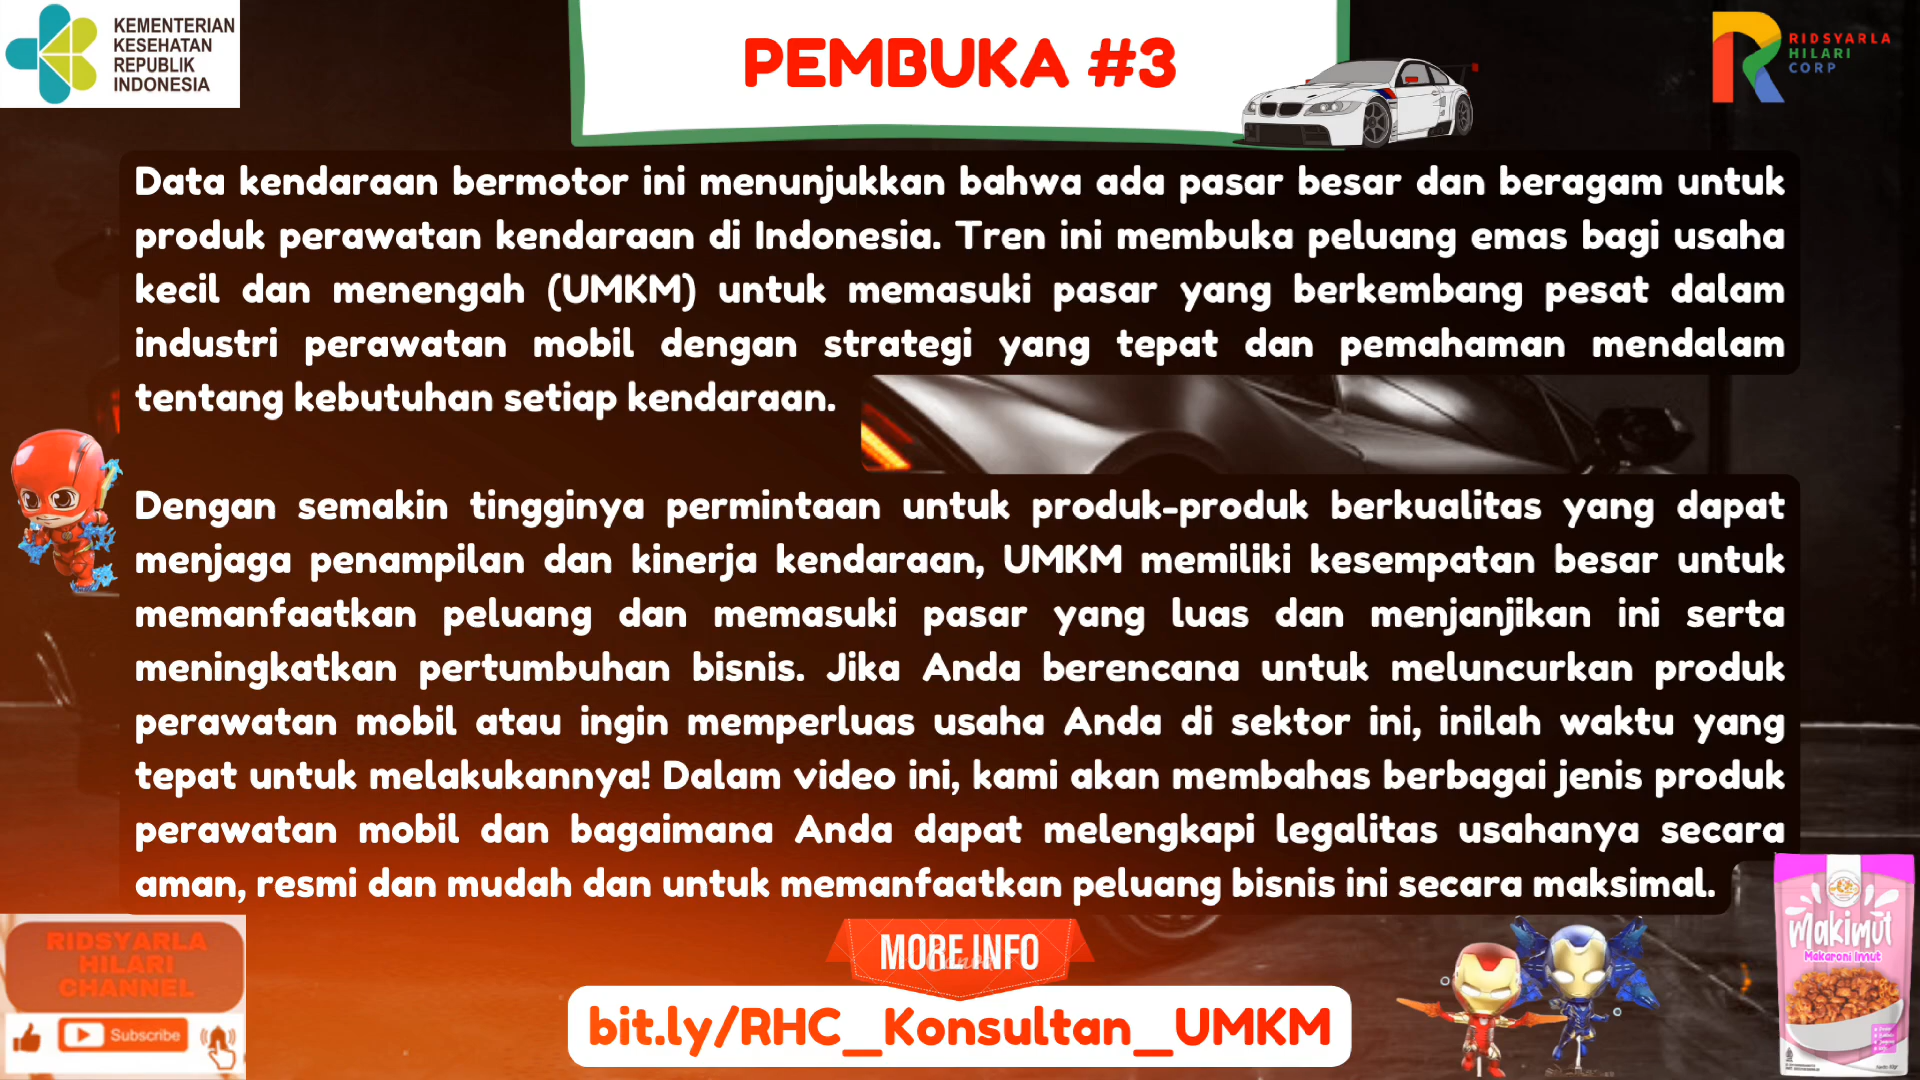 KEMENTERIAN
KESEHATAN
REPUBLIK
INDONESIA
PEMBUKA #3
RIDSYARLA
HILARI
CORP
Data kendaraan bermotor ini menunjukkan bahwa ada pasar besar dan beragam untuk
produk perawatan kendaraan di Indonesia. Tren ini membuka peluang emas bagi usaha
kecil dan menengah (UMKM) untuk memasuki pasar yang berkembang pesat dalam
industri perawatan mobil dengan strategi yang tepat dan pemahaman mendalam
tentang kebutuhan setiap kendaraan.
Dengan semakin tingginya permintaan untuk produk-produk berkualitas yang dapat
menjaga penampilan dan kinerja kendaraan, UMKM memiliki kesempatan besar untuk
memanfaatkan peluang dan memasuki pasar yang luas dan menjanjikan ini serta
meningkatkan pertumbuhan bisnis. Jika Anda berencana untuk meluncurkan produk
perawatan mobil atau ingin memperluas usaha Anda di sektor ini, inilah waktu yang
tepat untuk melakukannya! Dalam video ini, kami akan membahas berbagai jenis produk
perawatan mobil dan bagaimana Anda dapat melengkapi legalitas usahanya secara
aman, resmi dan mudah dan untuk memanfaatkan peluang bisnis ini secara maksimal.
RIDSYARLA
HILARI
CHANNEL
Subscribe
MORE INFO
bit.ly/RHC_Konsultan_UMKM
Makimut
Makaroni Imut